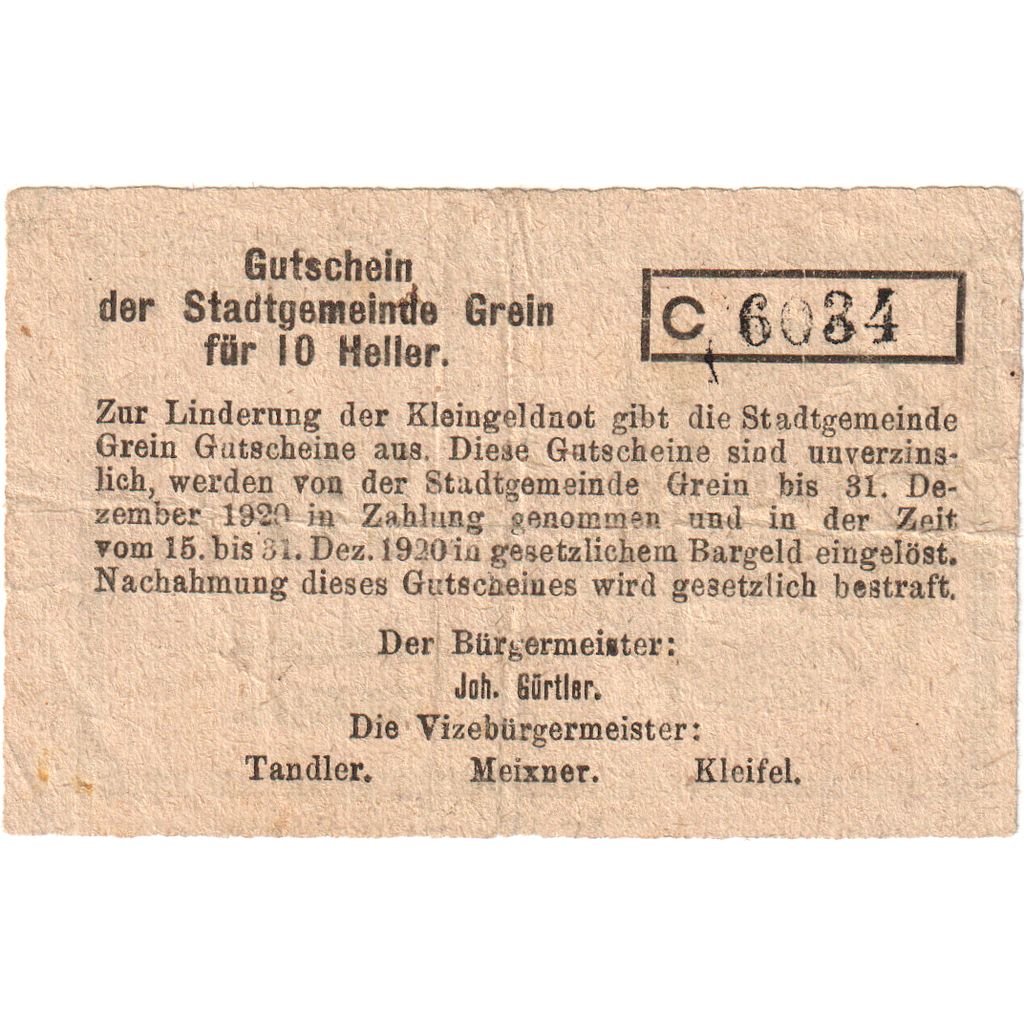 Gutschein
der Stadtgemeinde Grein
für 10 Heller.
C 6034
Zur Linderung der Kleingeldnot gibt die Stadtgemeinde
Grein Gutscheine aus. Diese Gutscheine sind unverzins-
lich, werden von der Stadtgemeinde Grein bis 31. De-
zember 1920 in Zahlung genommen und in der Zeit
vom 15. bis 31. Dez. 1920 in gesetzlichem Bargeld eingelöst.
Nachahmung dieses Gutscheines wird gesetzlich bestraft.
Der Bürgermeister:
Joh. Gürtler.
Die Vizebürgermeister:
Tandler. Meixner. Kleifel.